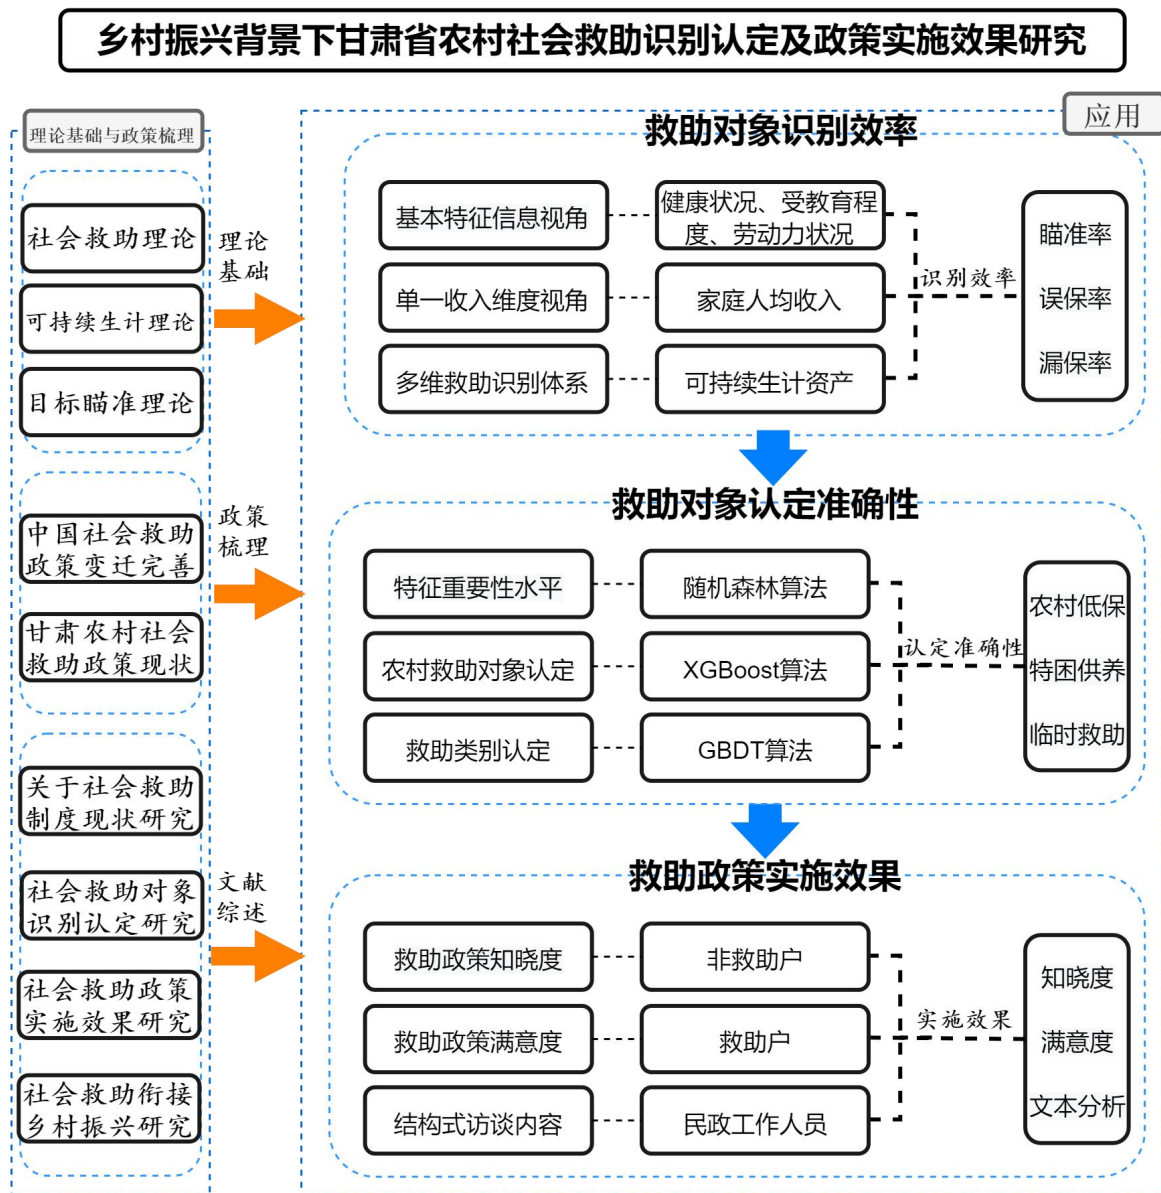 乡村振兴背景下甘肃省农村社会救助识别认定及政策实施效果研究
理论基础与政策梳理
社会救助理论
可持续生计理论
目标瞄准理论
中国社会救助
政策变迁完善
甘肃农村社会
救助政策现状
关于社会救助
制度现状研究
社会救助对象
识别认定研究
社会救助政策
实施效果研究
社会救助衔接
乡村振兴研究
理论
基础
政策
梳理
文献
综述
应用
救助对象识别效率
基本特征信息视角
健康状况、受教育程
度、劳动力状况
单一收入维度视角
家庭人均收入
多维救助识别体系
可持续生计资产
识别效率
瞄准率
误保率
漏保率
救助对象认定准确性
特征重要性水平
随机森林算法
农村救助对象认定
XGBoost算法
救助类别认定
GBDT算法
认定准确性
农村低保
特困供养
临时救助
救助政策实施效果
救助政策知晓度
非救助户
救助政策满意度
救助户
结构式访谈内容
民政工作人员
实施效果
知晓度
满意度
文本分析